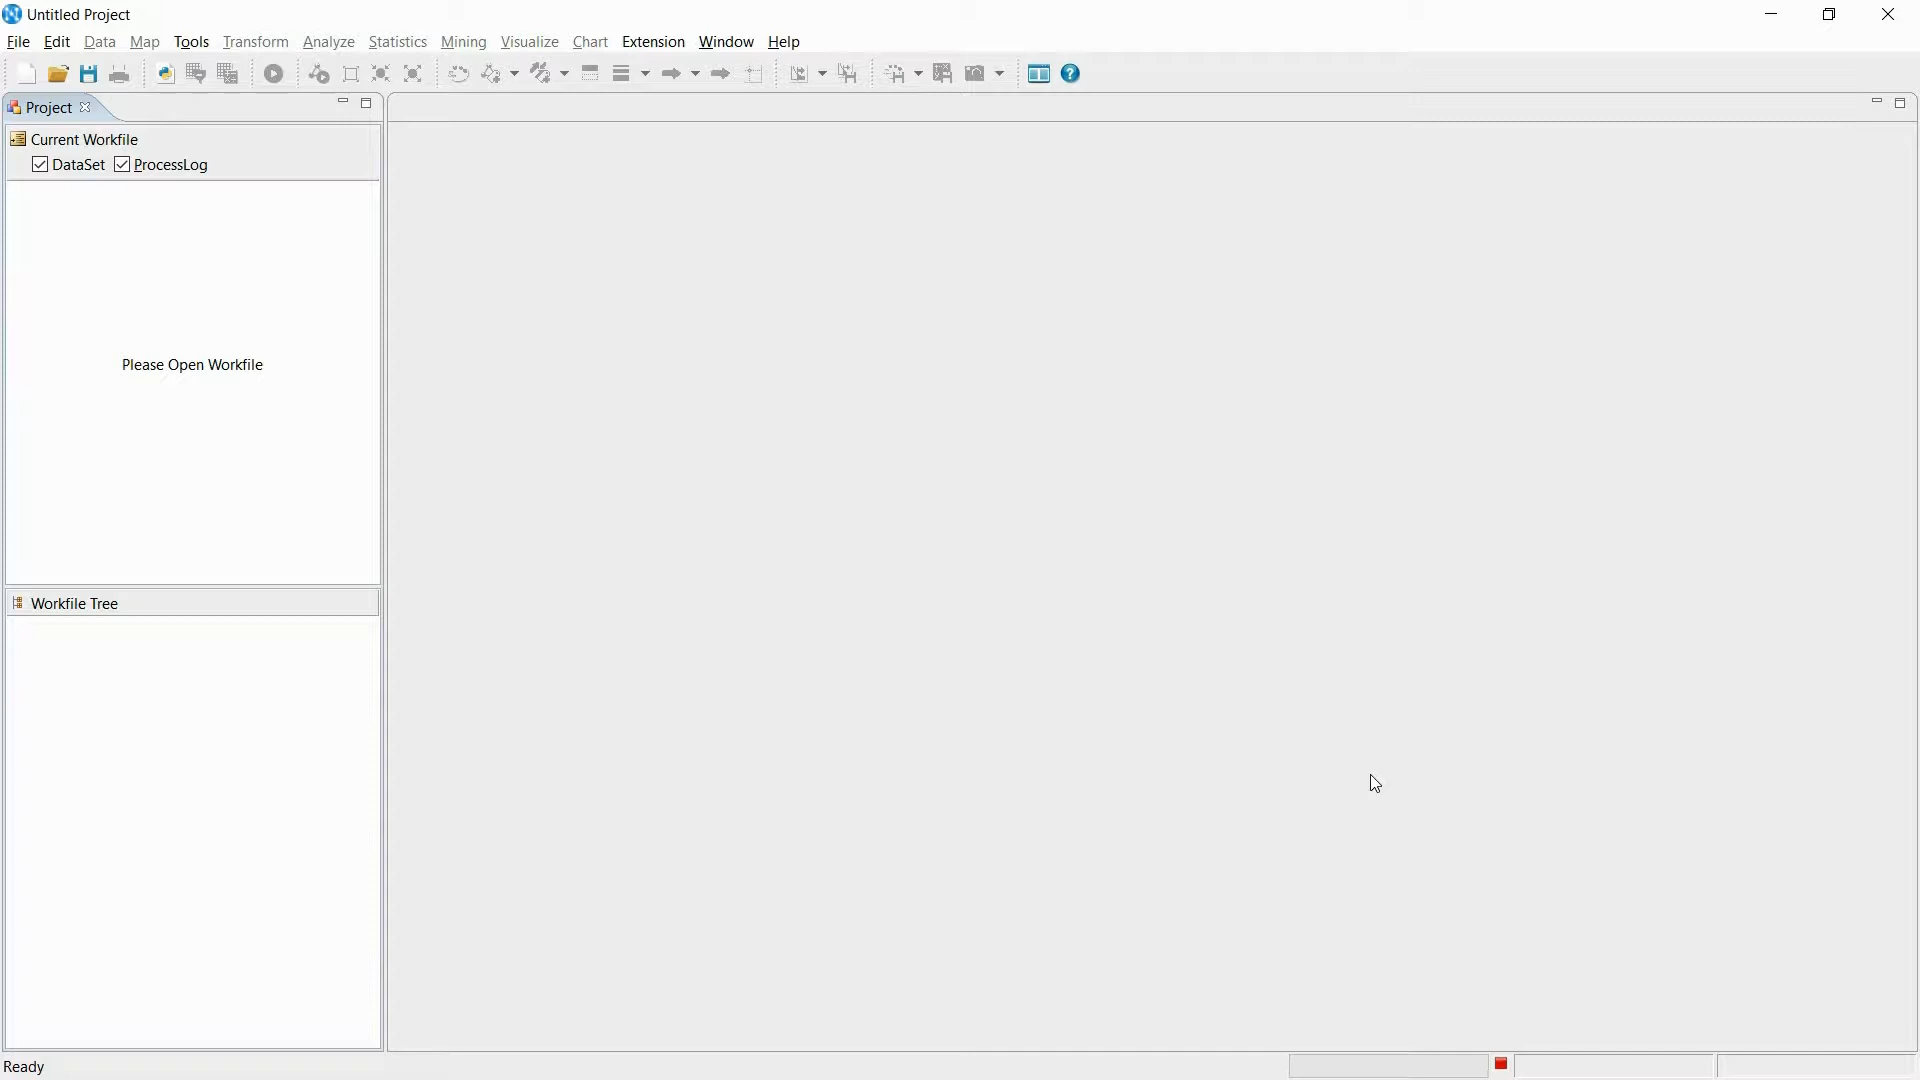 Untitled Project
File Edit Data Map Tools Transform Analyze Statistics Mining Visualize Chart Extension Window Help
Project
Current Workfile
DataSet ProcessLog
Please Open Workfile
Workfile Tree
Ready